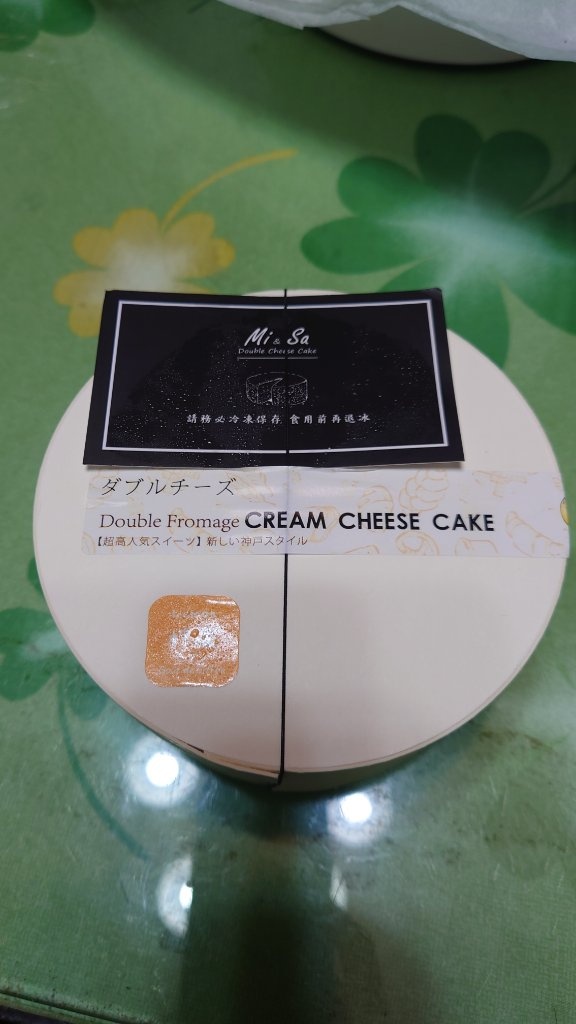 Mi & Sa
Double Cheese Cake
請務必冷凍保存 食用前再退冰
ダブルチーズ
Double Fromage CREAM CHEESE CAKE
【超高人気スイーツ】新しい神戸スタイル